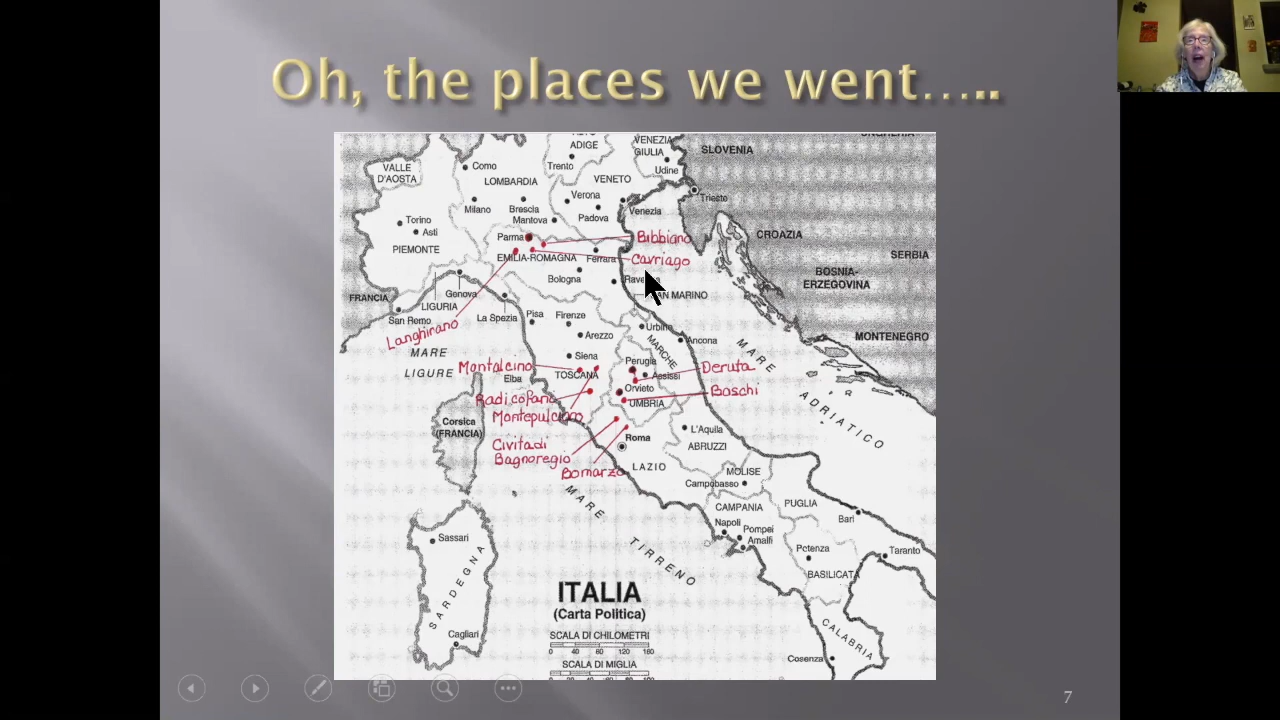 Oh, the places we went…..
ADIGE
VENEZIA
GIULIA
SLOVENIA
VALLE
D'AOSTA
Como
Trento
Udine
LOMBARDIA
VENETO
Verona
Trieste
Milano
Brescia
Mantova
Padova
Venezia
Torino
Asti
Parma
Bibbiano
CROAZIA
PIEMONTE
EMILIA-ROMAGNA
Ferrara
Cavriago
SERBIA
BOSNIA-
ERZEGOVINA
Bologna
FRANCIA
Genova
LIGURIA
SAN MARINO
San Remo
La Spezia
Pisa
Firenze
Langhirano
Urbino
MONTENEGRO
Arezzo
MARCHE
Ancona
MARE
LIGURE
Siena
Perugia
Montalcino
TOSCANA
Assisi
Deruta
Elba
Orvieto
Boschi
Radicofani
UMBRIA
Montepulciano
MARE
ADRIATICO
Corsica
(FRANCIA)
L'Aquila
Roma
ABRUZZI
Civita di
Bagnoregio
LAZIO
Bomarzo
MOLISE
Campobasso
MARE
TIRRENO
CAMPANIA
PUGLIA
Napoli
Pompei
Amalfi
Bari
Sassari
Potenza
Taranto
BASILICATA
SARDEGNA
ITALIA
(Carta Politica)
CALABRIA
Cagliari
SCALA DI CHILOMETRI
0 40 80 120 160
Cosenza
SCALA DI MIGLIA
7